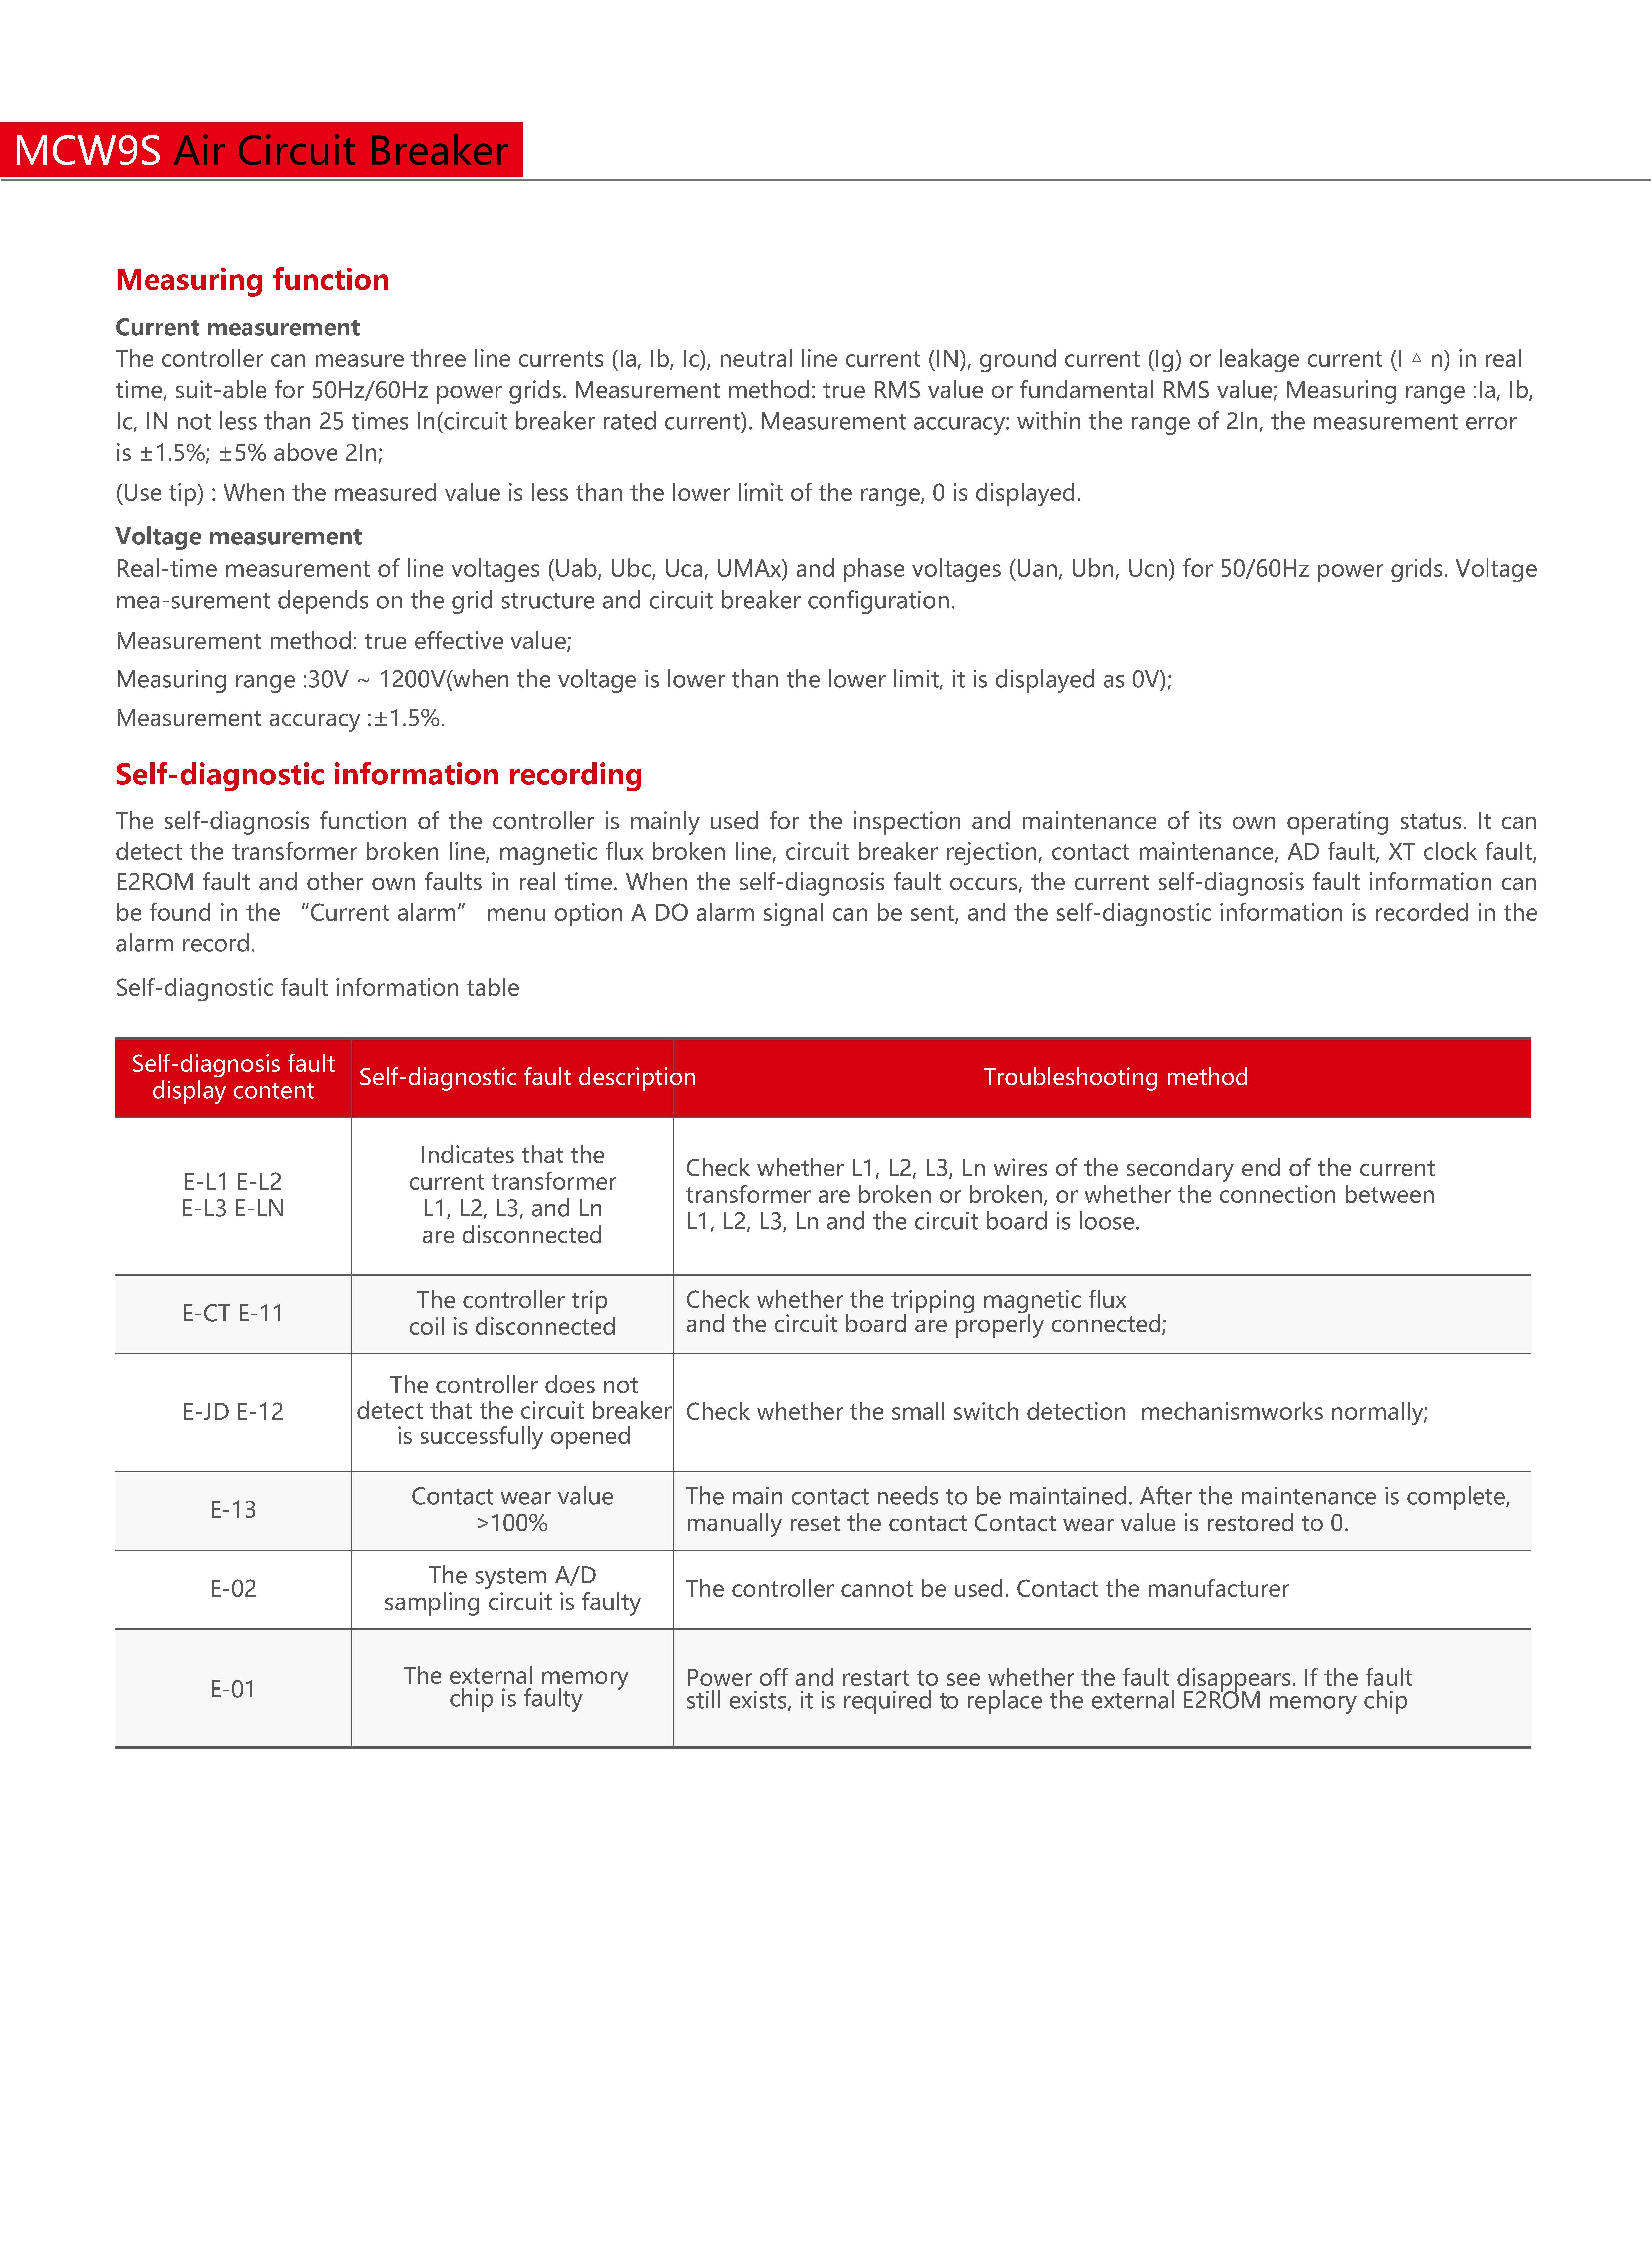 MCW9S Air Circuit Breaker
Measuring function
Current measurement
The controller can measure three line currents (Ia, Ib, Ic), neutral line current (IN), ground current (Ig) or leakage current (I △ n) in real
time, suit-able for 50Hz/60Hz power grids. Measurement method: true RMS value or fundamental RMS value; Measuring range :Ia, Ib,
Ic, IN not less than 25 times In(circuit breaker rated current). Measurement accuracy: within the range of 2In, the measurement error
is ±1.5%; ±5% above 2In;
(Use tip) : When the measured value is less than the lower limit of the range, 0 is displayed.
Voltage measurement
Real-time measurement of line voltages (Uab, Ubc, Uca, UMAx) and phase voltages (Uan, Ubn, Ucn) for 50/60Hz power grids. Voltage
mea-surement depends on the grid structure and circuit breaker configuration.
Measurement method: true effective value;
Measuring range :30V ~ 1200V(when the voltage is lower than the lower limit, it is displayed as 0V);
Measurement accuracy :±1.5%.
Self-diagnostic information recording
The self-diagnosis function of the controller is mainly used for the inspection and maintenance of its own operating status. It can
detect the transformer broken line, magnetic flux broken line, circuit breaker rejection, contact maintenance, AD fault, XT clock fault,
E2ROM fault and other own faults in real time. When the self-diagnosis fault occurs, the current self-diagnosis fault information can
be found in the “Current alarm” menu option A DO alarm signal can be sent, and the self-diagnostic information is recorded in the
alarm record.
Self-diagnostic fault information table
Self-diagnosis fault
display content
Self-diagnostic fault description
Troubleshooting method
E-L1 E-L2
E-L3 E-LN
Indicates that the
current transformer
L1, L2, L3, and Ln
are disconnected
Check whether L1, L2, L3, Ln wires of the secondary end of the current
transformer are broken or broken, or whether the connection between
L1, L2, L3, Ln and the circuit board is loose.
E-CT E-11
The controller trip
coil is disconnected
Check whether the tripping magnetic flux
and the circuit board are properly connected;
E-JD E-12
The controller does not
detect that the circuit breaker
is successfully opened
Check whether the small switch detection mechanismworks normally;
E-13
Contact wear value
>100%
The main contact needs to be maintained. After the maintenance is complete,
manually reset the contact Contact wear value is restored to 0.
E-02
The system A/D
sampling circuit is faulty
The controller cannot be used. Contact the manufacturer
E-01
The external memory
chip is faulty
Power off and restart to see whether the fault disappears. If the fault
still exists, it is required to replace the external E2ROM memory chip